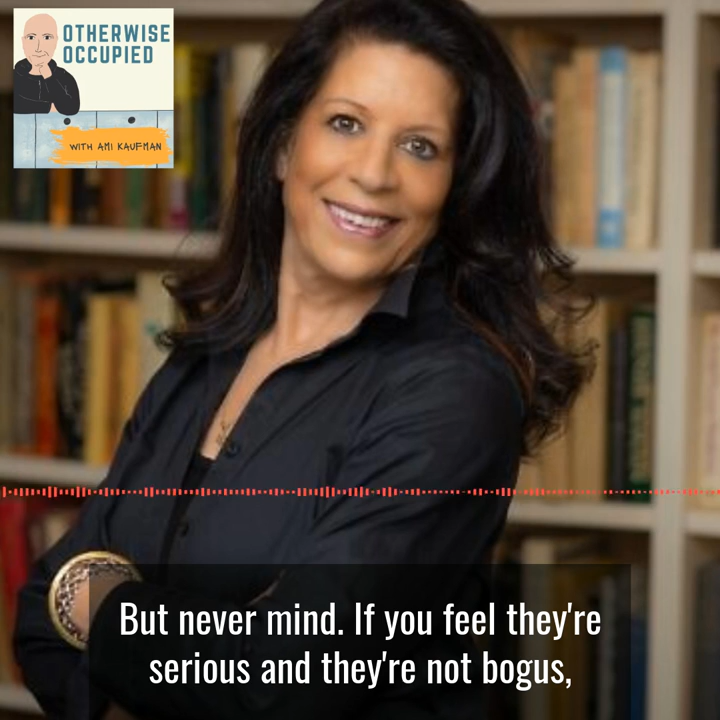 OTHERWISE
OCCUPIED
WITH AMI KAUFMAN
But never mind. If you feel they're
serious and they're not bogus,